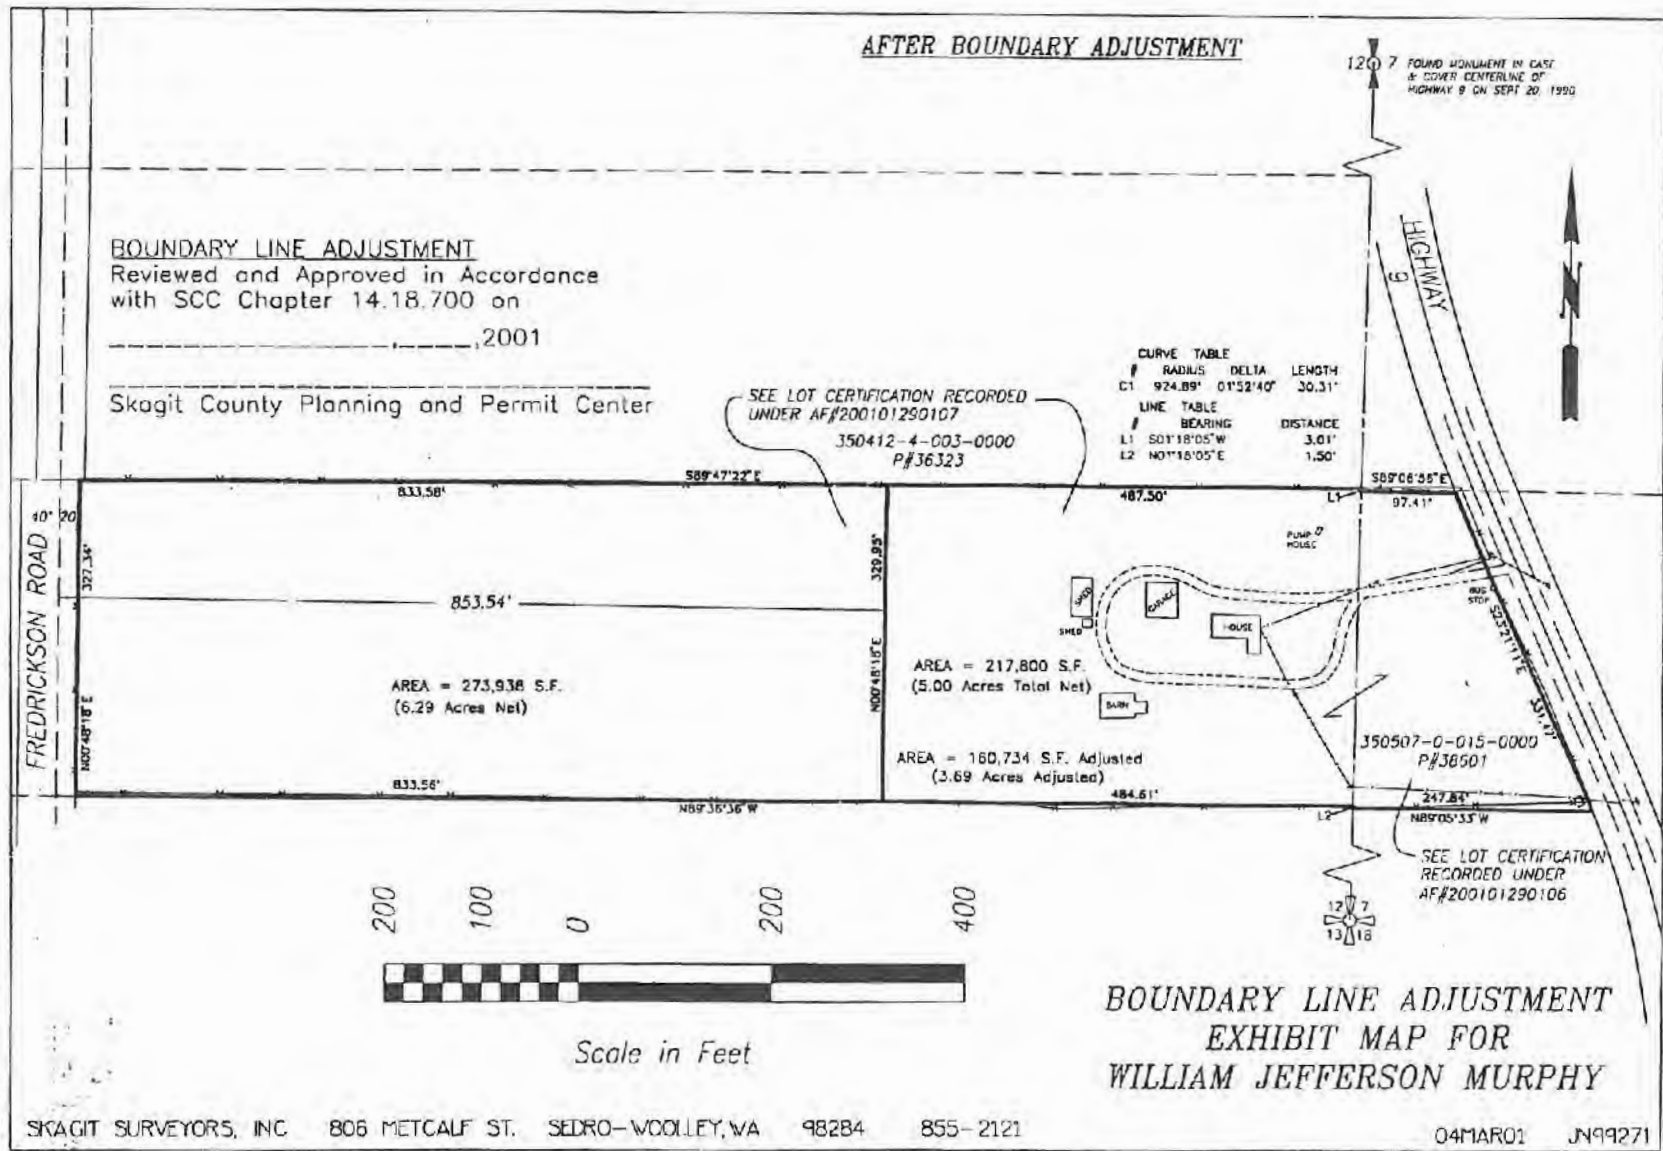 AFTER BOUNDARY ADJUSTMENT
12 7 FOUND MONUMENT IN CASE
& COVER CENTERLINE OF
HIGHWAY 9 ON SEPT 20, 1990
BOUNDARY LINE ADJUSTMENT
Reviewed and Approved in Accordance
with SCC Chapter 14.18.700 on
,2001
Skagit County Planning and Permit Center
HIGHWAY
9
N
CURVE TABLE
# RADIUS DELTA LENGTH
C1 924.89' 01°52'40" 30.31'
LINE TABLE
# BEARING DISTANCE
L1 S01°18'05"W 3.01'
L2 N01°18'05"E 1.50'
SEE LOT CERTIFICATION RECORDED
UNDER AF#200101290107
350412-4-003-0000
P#36323
833.58'
S89°47'22"E
487.50'
L1
S89°06'58"E
97.41'
40' 20'
FREDRICKSON ROAD
327.34'
N00°48'18"E
853.54'
329.95'
N00°48'18"E
AREA = 273,938 S.F.
(6.29 Acres Net)
833.56'
N89°36'36"W
PUMP
HOUSE
SHED
SHED
GARAGE
HOUSE
BARN
BUS
STOP
S25°21'11"E
331.47'
AREA = 217,800 S.F.
(5.00 Acres Total Net)
AREA = 160,734 S.F. Adjusted
(3.69 Acres Adjusted)
484.61'
L2
350507-0-015-0000
P#38601
247.84'
N89°05'33"W
SEE LOT CERTIFICATION
RECORDED UNDER
AF#200101290106
12 7
13 18
200 100 0 200 400
Scale in Feet
BOUNDARY LINE ADJUSTMENT
EXHIBIT MAP FOR
WILLIAM JEFFERSON MURPHY
SKAGIT SURVEYORS, INC 806 METCALF ST. SEDRO-WOOLLEY, WA 98284 855-2121
04MAR01 JN99271